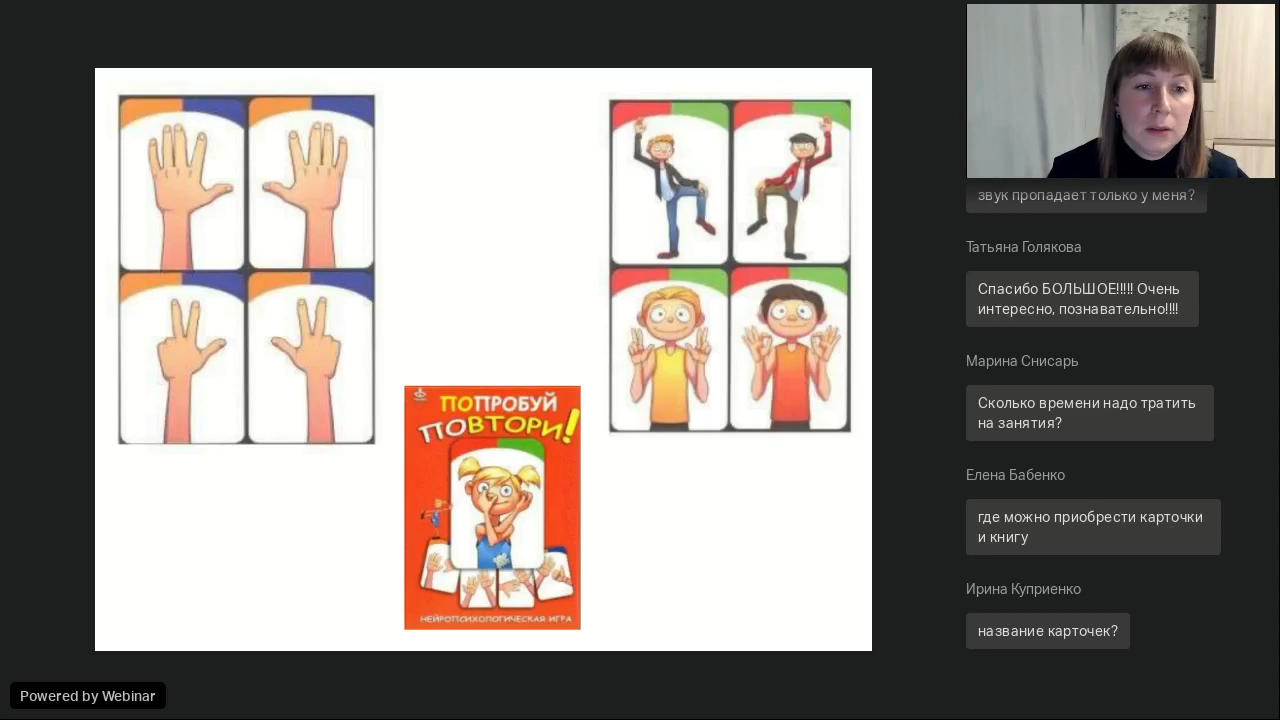 ПОПРОБУЙ
ПОВТОРИ!
НЕЙРОПСИХОЛОГИЧЕСКАЯ ИГРА
звук пропадает только у меня?
Татьяна Голякова
Спасибо БОЛЬШОЕ!!!!! Очень
интересно, познавательно!!!!
Марина Снисарь
Сколько времени надо тратить
на занятия?
Елена Бабенко
где можно приобрести карточки
и книгу
Ирина Куприенко
название карточек?
Powered by Webinar